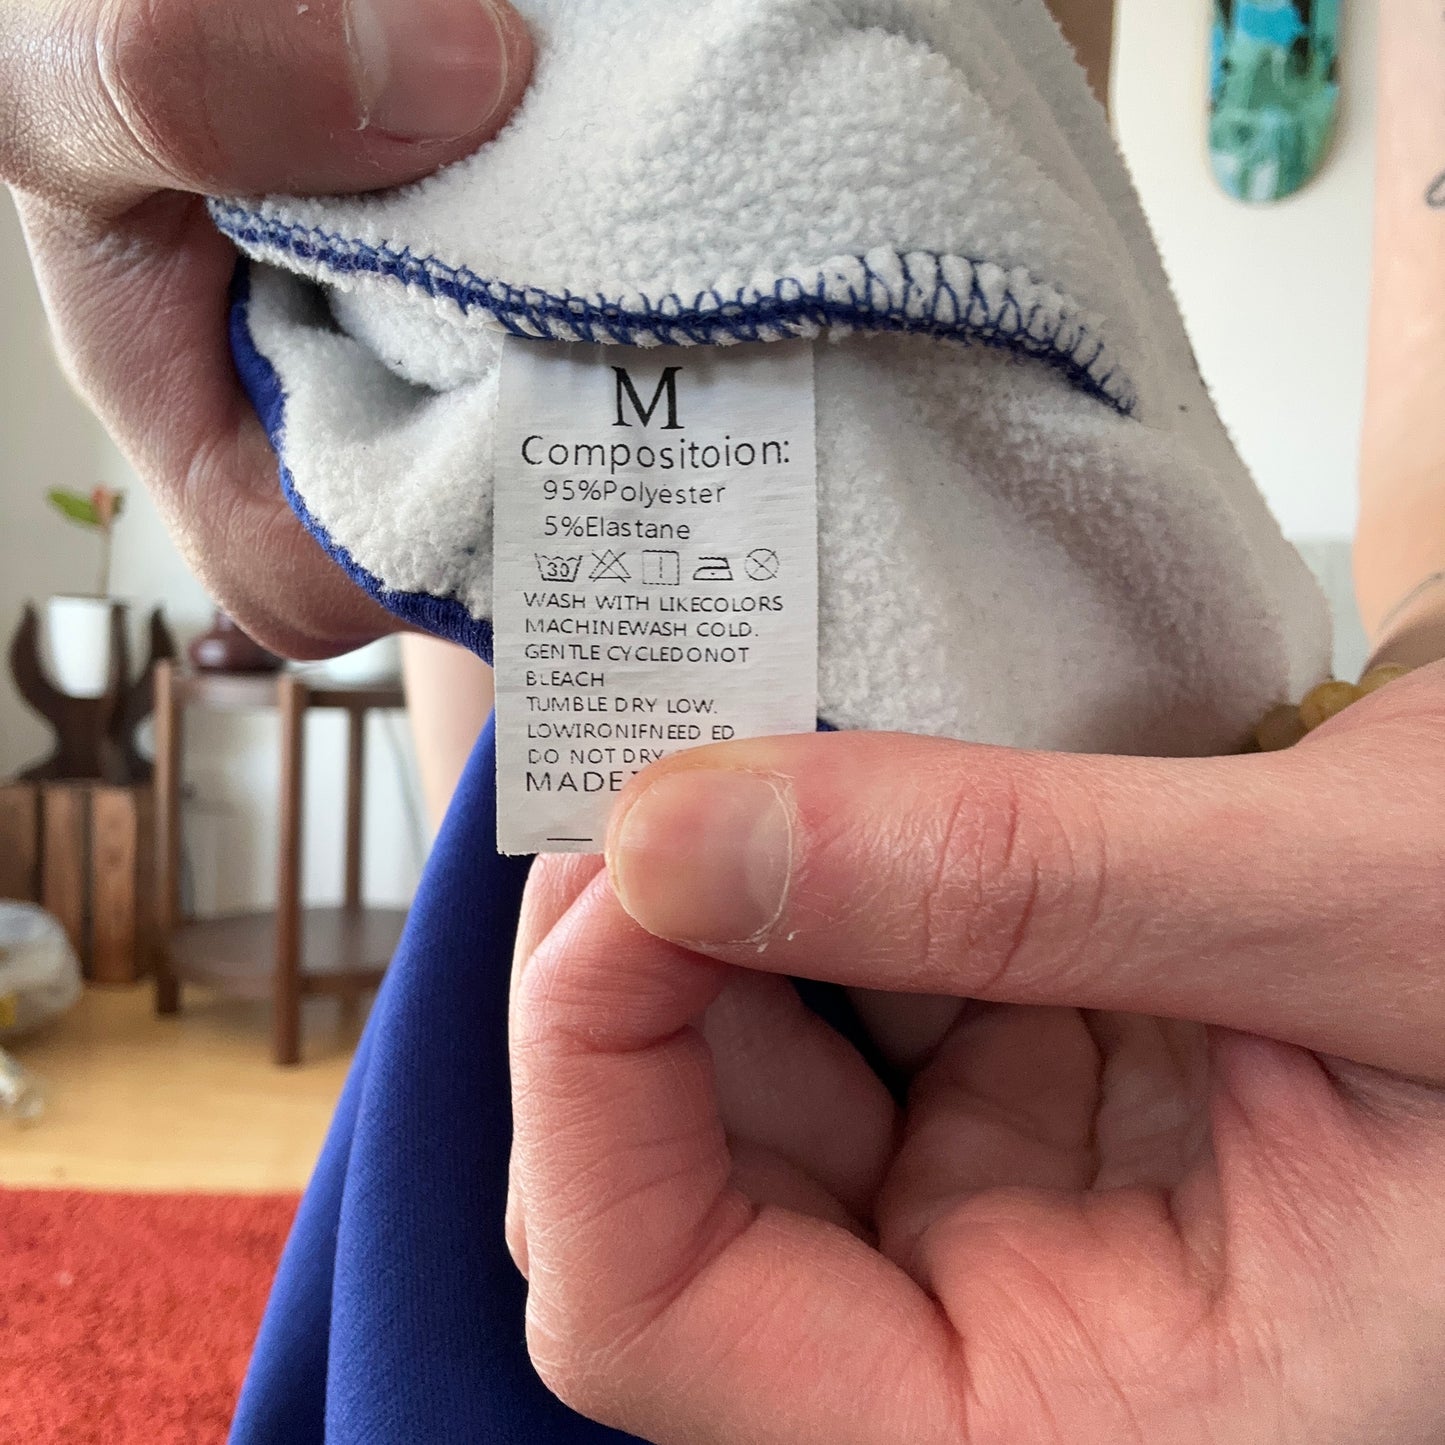 M
Compositoion:
95%Polyester
5%Elastane
30
WASH WITH LIKECOLORS
MACHINEWASH COLD.
GENTLE CYCLEDONOT
BLEACH
TUMBLE DRY LOW.
LOWIRONIFNEED ED
DO NOT DRY
MADE